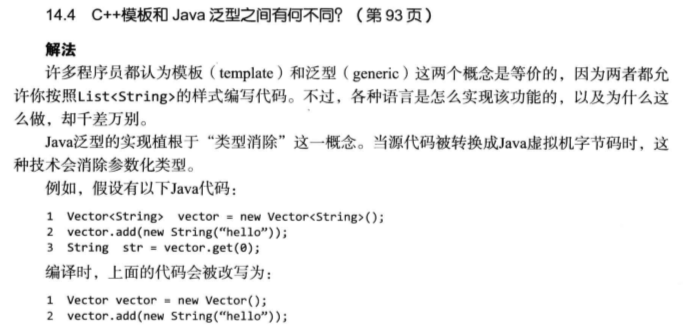 14.4 C++模板和 Java 泛型之间有何不同？（第 93 页）
解法
许多程序员都认为模板（template）和泛型（generic）这两个概念是等价的，因为两者都允
许你按照List<String>的样式编写代码。不过，各种语言是怎么实现该功能的，以及为什么这
么做，却千差万别。
Java泛型的实现植根于“类型消除”这一概念。当源代码被转换成Java虚拟机字节码时，这
种技术会消除参数化类型。
例如，假设有以下Java代码：
1 Vector<String> vector = new Vector<String>();
2 vector.add(new String(“hello”));
3 String str = vector.get(0);
编译时，上面的代码会被改写为：
1 Vector vector = new Vector();
2 vector.add(new String(“hello”));